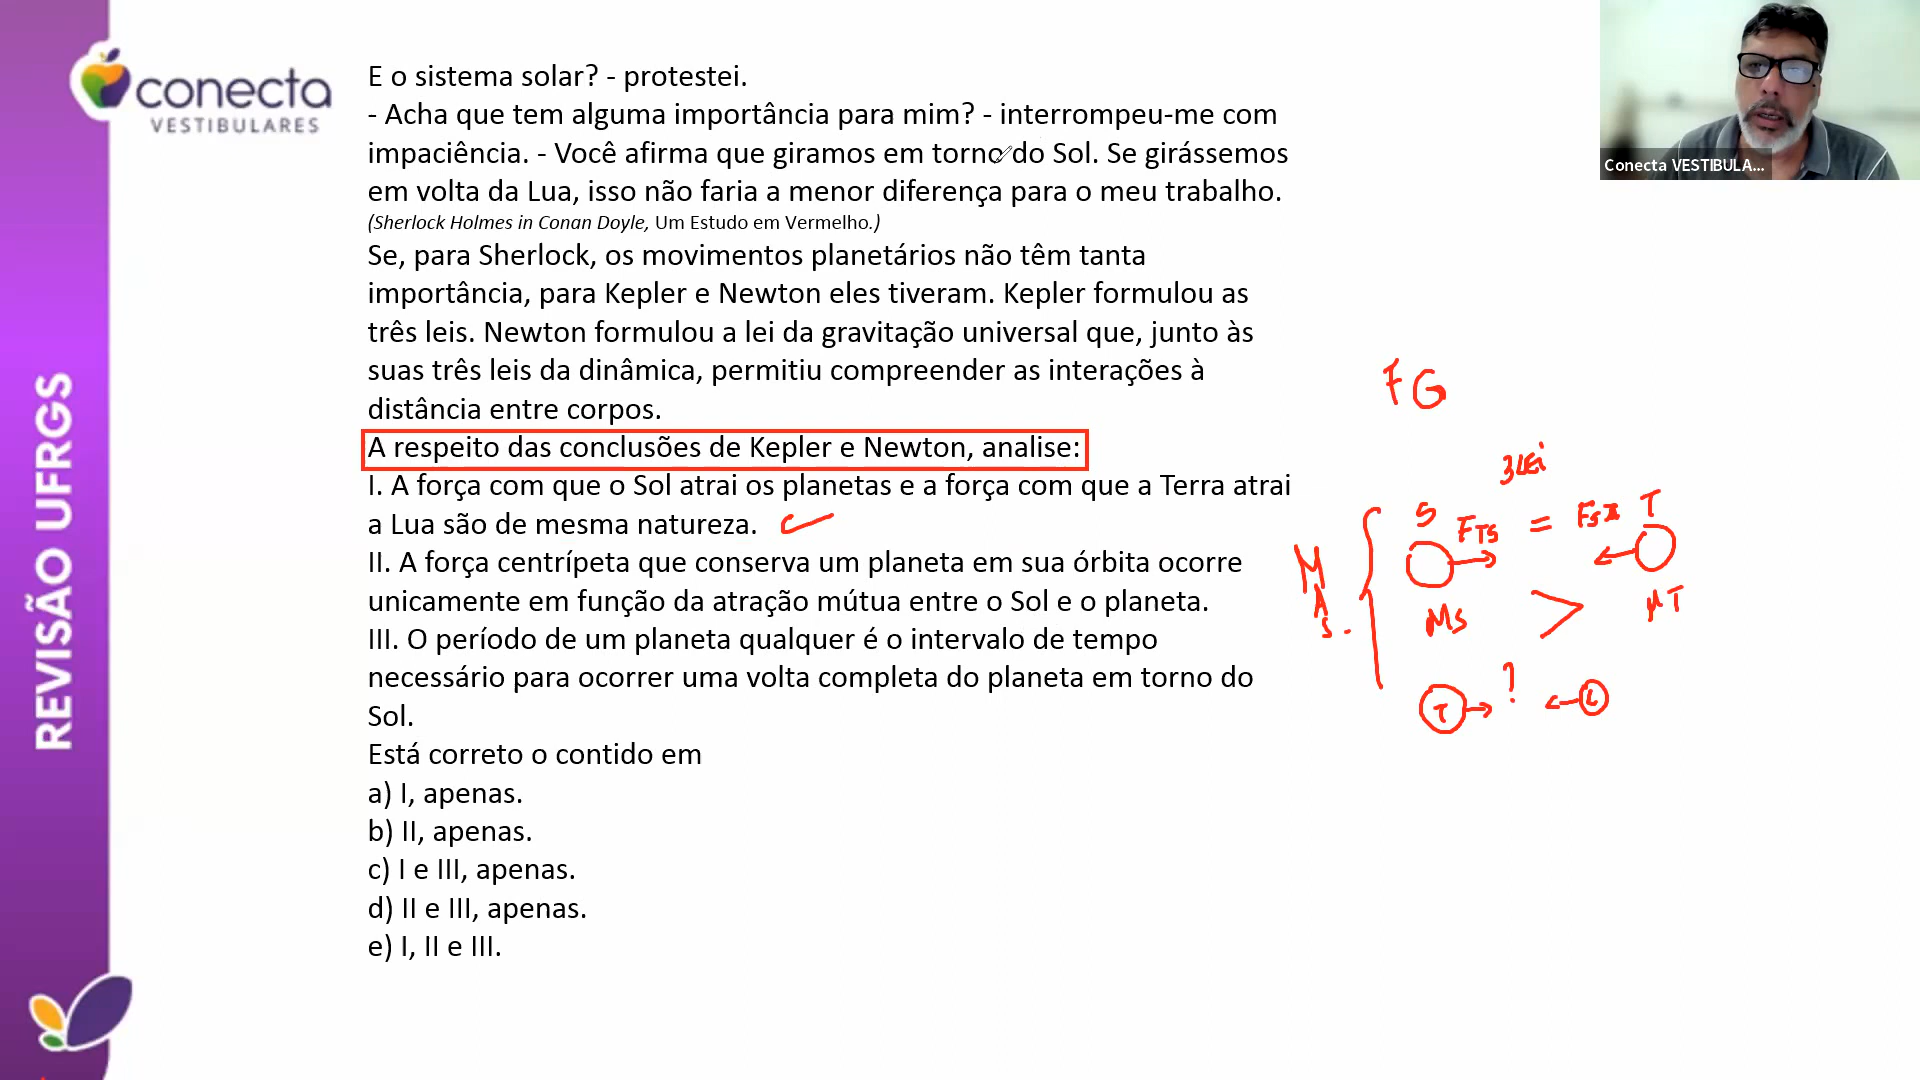 conecta
VESTIBULARES
REVISÃO UFRGS
E o sistema solar? - protestei.
- Acha que tem alguma importância para mim? - interrompeu-me com
impaciência. - Você afirma que giramos em torno do Sol. Se girássemos
em volta da Lua, isso não faria a menor diferença para o meu trabalho.
(Sherlock Holmes in Conan Doyle, Um Estudo em Vermelho.)
Se, para Sherlock, os movimentos planetários não têm tanta
importância, para Kepler e Newton eles tiveram. Kepler formulou as
três leis. Newton formulou a lei da gravitação universal que, junto às
suas três leis da dinâmica, permitiu compreender as interações à
distância entre corpos.
A respeito das conclusões de Kepler e Newton, analise:
I. A força com que o Sol atrai os planetas e a força com que a Terra atrai
a Lua são de mesma natureza.
II. A força centrípeta que conserva um planeta em sua órbita ocorre
unicamente em função da atração mútua entre o Sol e o planeta.
III. O período de um planeta qualquer é o intervalo de tempo
necessário para ocorrer uma volta completa do planeta em torno do
Sol.
Está correto o contido em
a) I, apenas.
b) II, apenas.
c) I e III, apenas.
d) II e III, apenas.
e) I, II e III.
Conecta VESTIBULA...
FG
3 LEi
S FTS = T
MAS.
MS > MT
T ? L